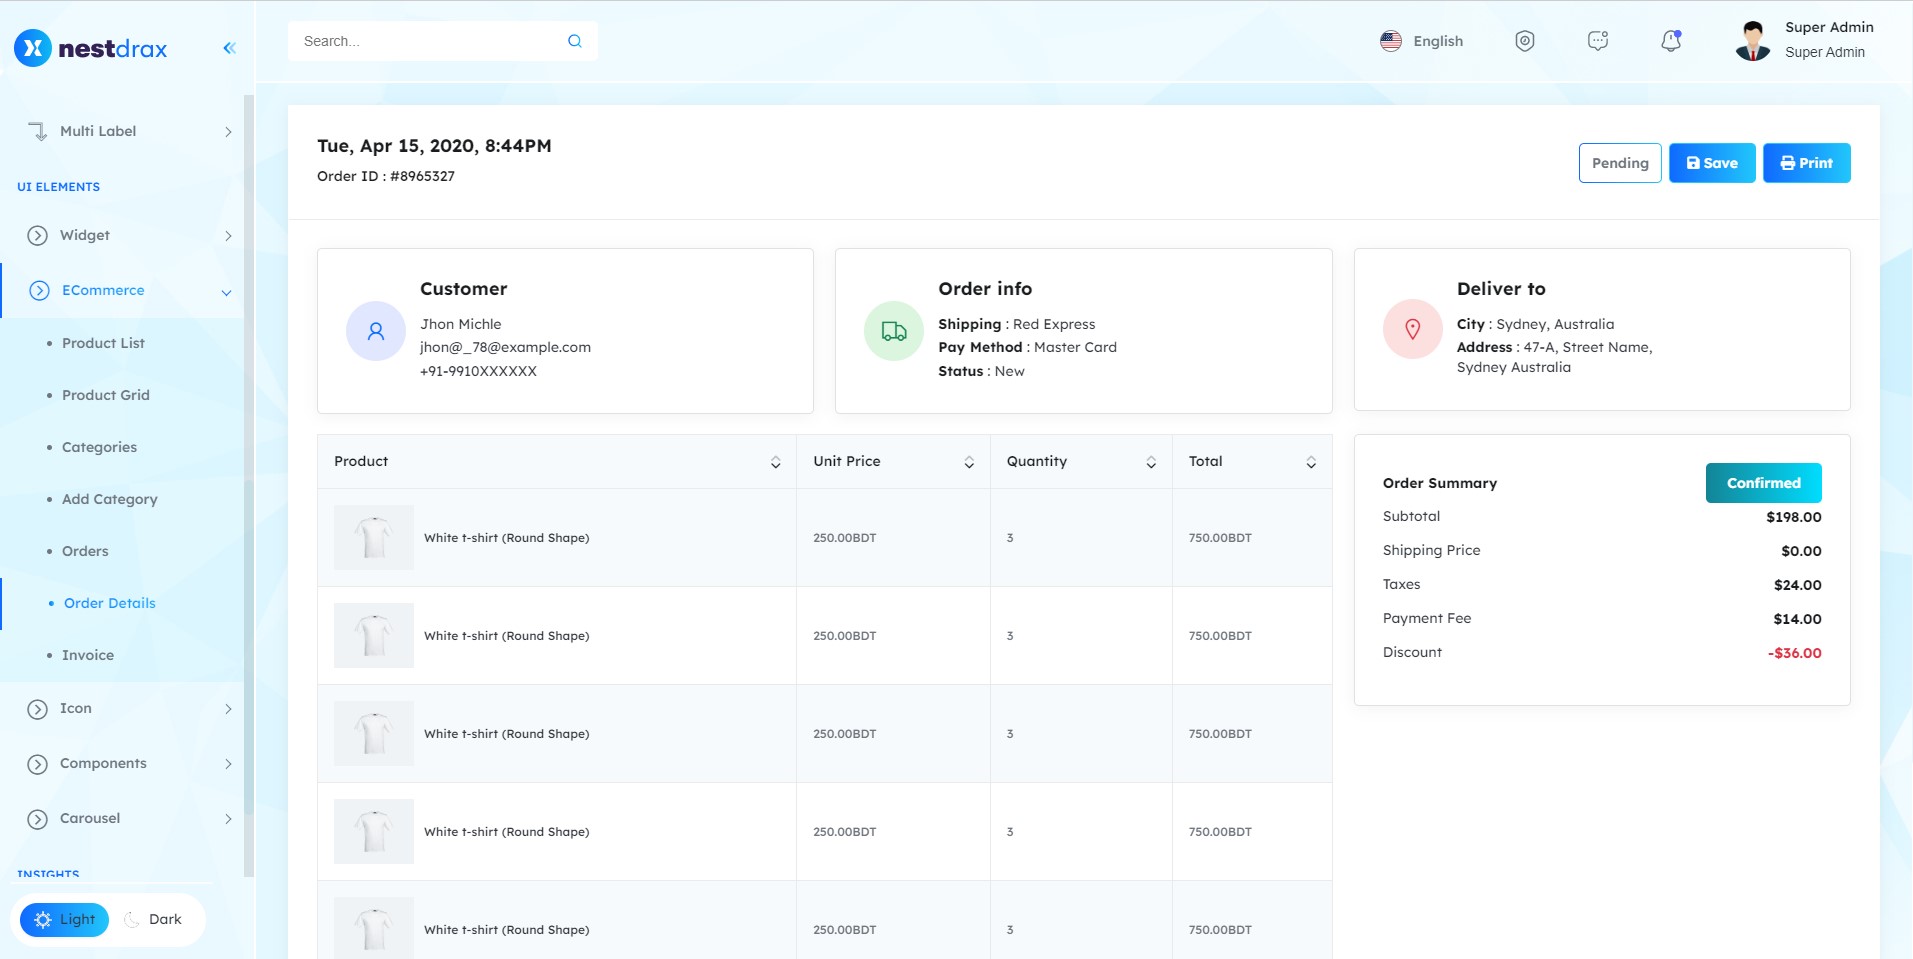 nestdrax
Search...
English
Super Admin
Super Admin
Multi Label
UI ELEMENTS
Widget
ECommerce
Product List
Product Grid
Categories
Add Category
Orders
Order Details
Invoice
Icon
Components
Carousel
INSIGHTS
Light
Dark
Tue, Apr 15, 2020, 8:44PM
Order ID : #8965327
Pending
Save
Print
Customer
Jhon Michle
jhon@_78@example.com
+91-9910XXXXXX
Order info
Shipping : Red Express
Pay Method : Master Card
Status : New
Deliver to
City : Sydney, Australia
Address : 47-A, Street Name,
Sydney Australia
Product Unit Price Quantity Total
White t-shirt (Round Shape) 250.00BDT 3 750.00BDT
White t-shirt (Round Shape) 250.00BDT 3 750.00BDT
White t-shirt (Round Shape) 250.00BDT 3 750.00BDT
White t-shirt (Round Shape) 250.00BDT 3 750.00BDT
White t-shirt (Round Shape) 250.00BDT 3 750.00BDT
Order Summary Confirmed
Subtotal $198.00
Shipping Price $0.00
Taxes $24.00
Payment Fee $14.00
Discount -$36.00